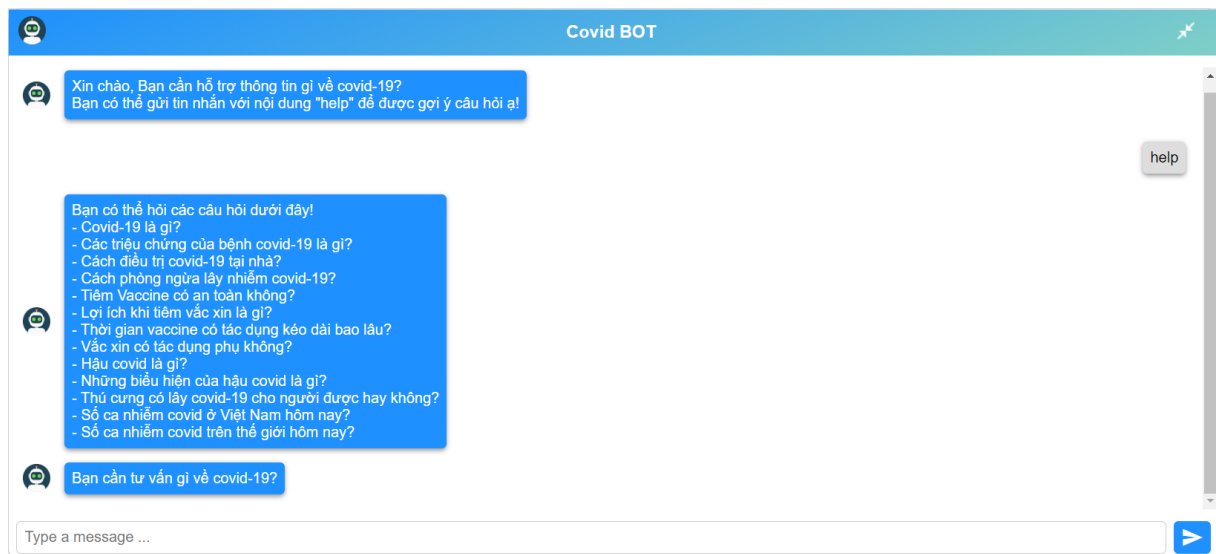 Covid BOT
Xin chào, Bạn cần hỗ trợ thông tin gì về covid-19?
Bạn có thể gửi tin nhắn với nội dung "help" để được gợi ý câu hỏi ạ!
help
Bạn có thể hỏi các câu hỏi dưới đây!
- Covid-19 là gì?
- Các triệu chứng của bệnh covid-19 là gì?
- Cách điều trị covid-19 tại nhà?
- Cách phòng ngừa lây nhiễm covid-19?
- Tiêm Vaccine có an toàn không?
- Lợi ích khi tiêm vắc xin là gì?
- Thời gian vaccine có tác dụng kéo dài bao lâu?
- Vắc xin có tác dụng phụ không?
- Hậu covid là gì?
- Những biểu hiện của hậu covid là gì?
- Thú cưng có lây covid-19 cho người được hay không?
- Số ca nhiễm covid ở Việt Nam hôm nay?
- Số ca nhiễm covid trên thế giới hôm nay?
Bạn cần tư vấn gì về covid-19?
Type a message ...